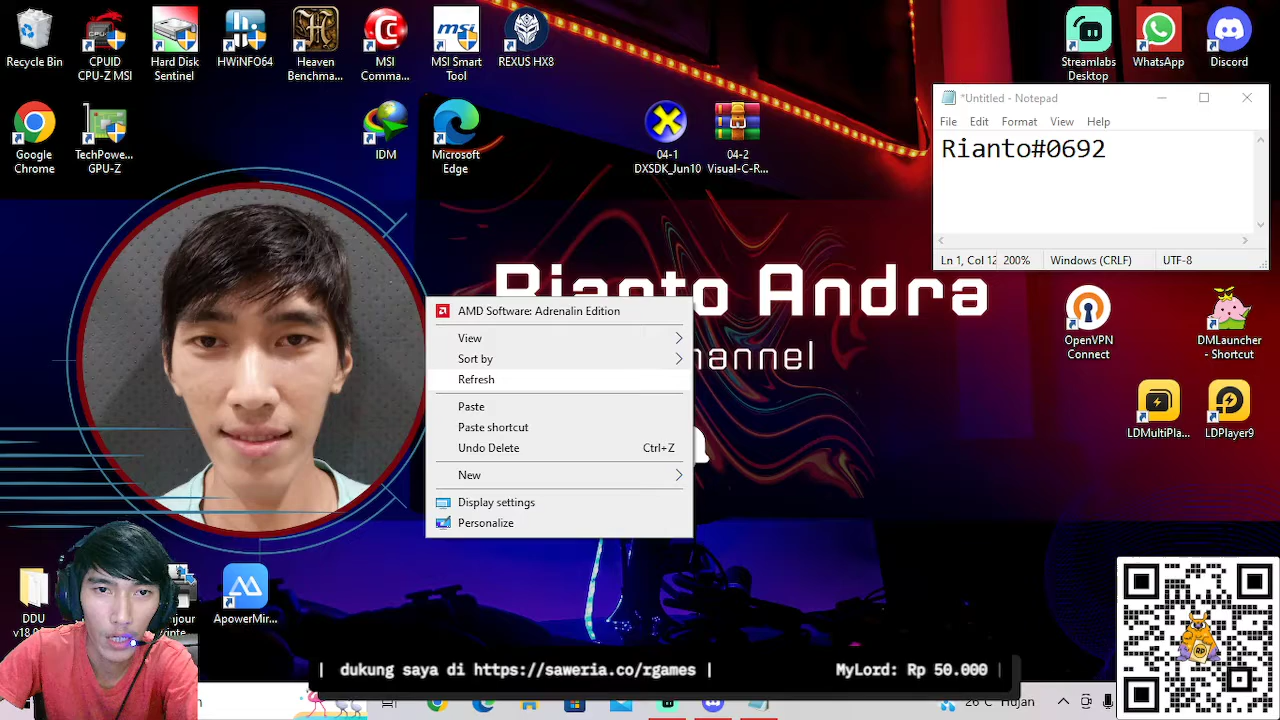 Recycle Bin
CPUID
CPU-Z MSI
Hard Disk
Sentinel
HWiNFO64
Heaven
Benchma...
MSI
Comma...
MSI Smart
Tool
REXUS HX8
Streamlabs
Desktop
WhatsApp
Discord
Google
Chrome
TechPowe...
GPU-Z
IDM
Microsoft
Edge
04-1
DXSDK_Jun10
04-2
Visual-C-R...
*Untitled - Notepad
File Edit Format View Help
Rianto#0692
Ln 1, Col 12 200% Windows (CRLF) UTF-8
Rianto Andra
AMD Software: Adrenalin Edition
View
Sort by
Refresh
Paste
Paste shortcut
Undo Delete Ctrl+Z
New
Display settings
Personalize
OpenVPN
Connect
DMLauncher
- Shortcut
LDMultiPla...
LDPlayer9
DDU
ApowerMir...
| dukung saya di https://saweria.co/rgames | MyLord: Rp 50.000
Hujan